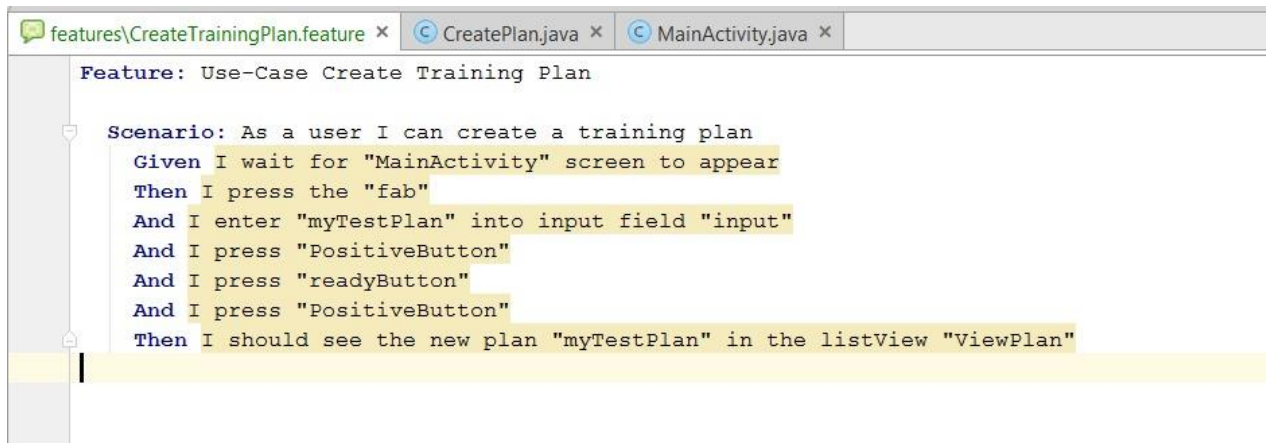 features\CreateTrainingPlan.feature × CreatePlan.java × MainActivity.java ×
Feature: Use-Case Create Training Plan
Scenario: As a user I can create a training plan
Given I wait for "MainActivity" screen to appear
Then I press the "fab"
And I enter "myTestPlan" into input field "input"
And I press "PositiveButton"
And I press "readyButton"
And I press "PositiveButton"
Then I should see the new plan "myTestPlan" in the listView "ViewPlan"